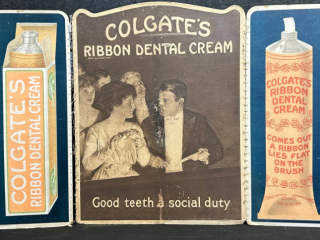 COLGATE'S
RIBBON DENTAL CREAM
COLGATE'S
RIBBON DENTAL CREAM
Good teeth a social duty
COLGATE'S
RIBBON
DENTAL
CREAM
COMES OUT
A RIBBON
LIES FLAT
ON THE
BRUSH